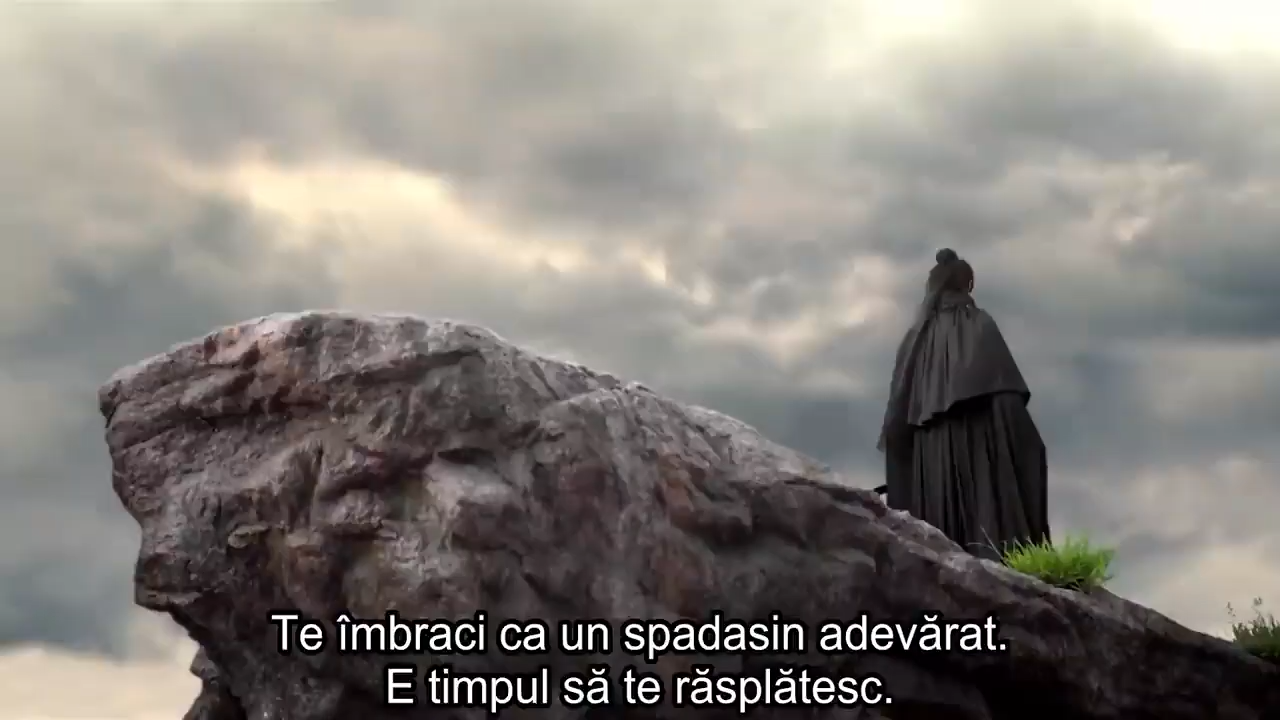 Te îmbraci ca un spadasin adevărat.
E timpul să te răsplătesc.